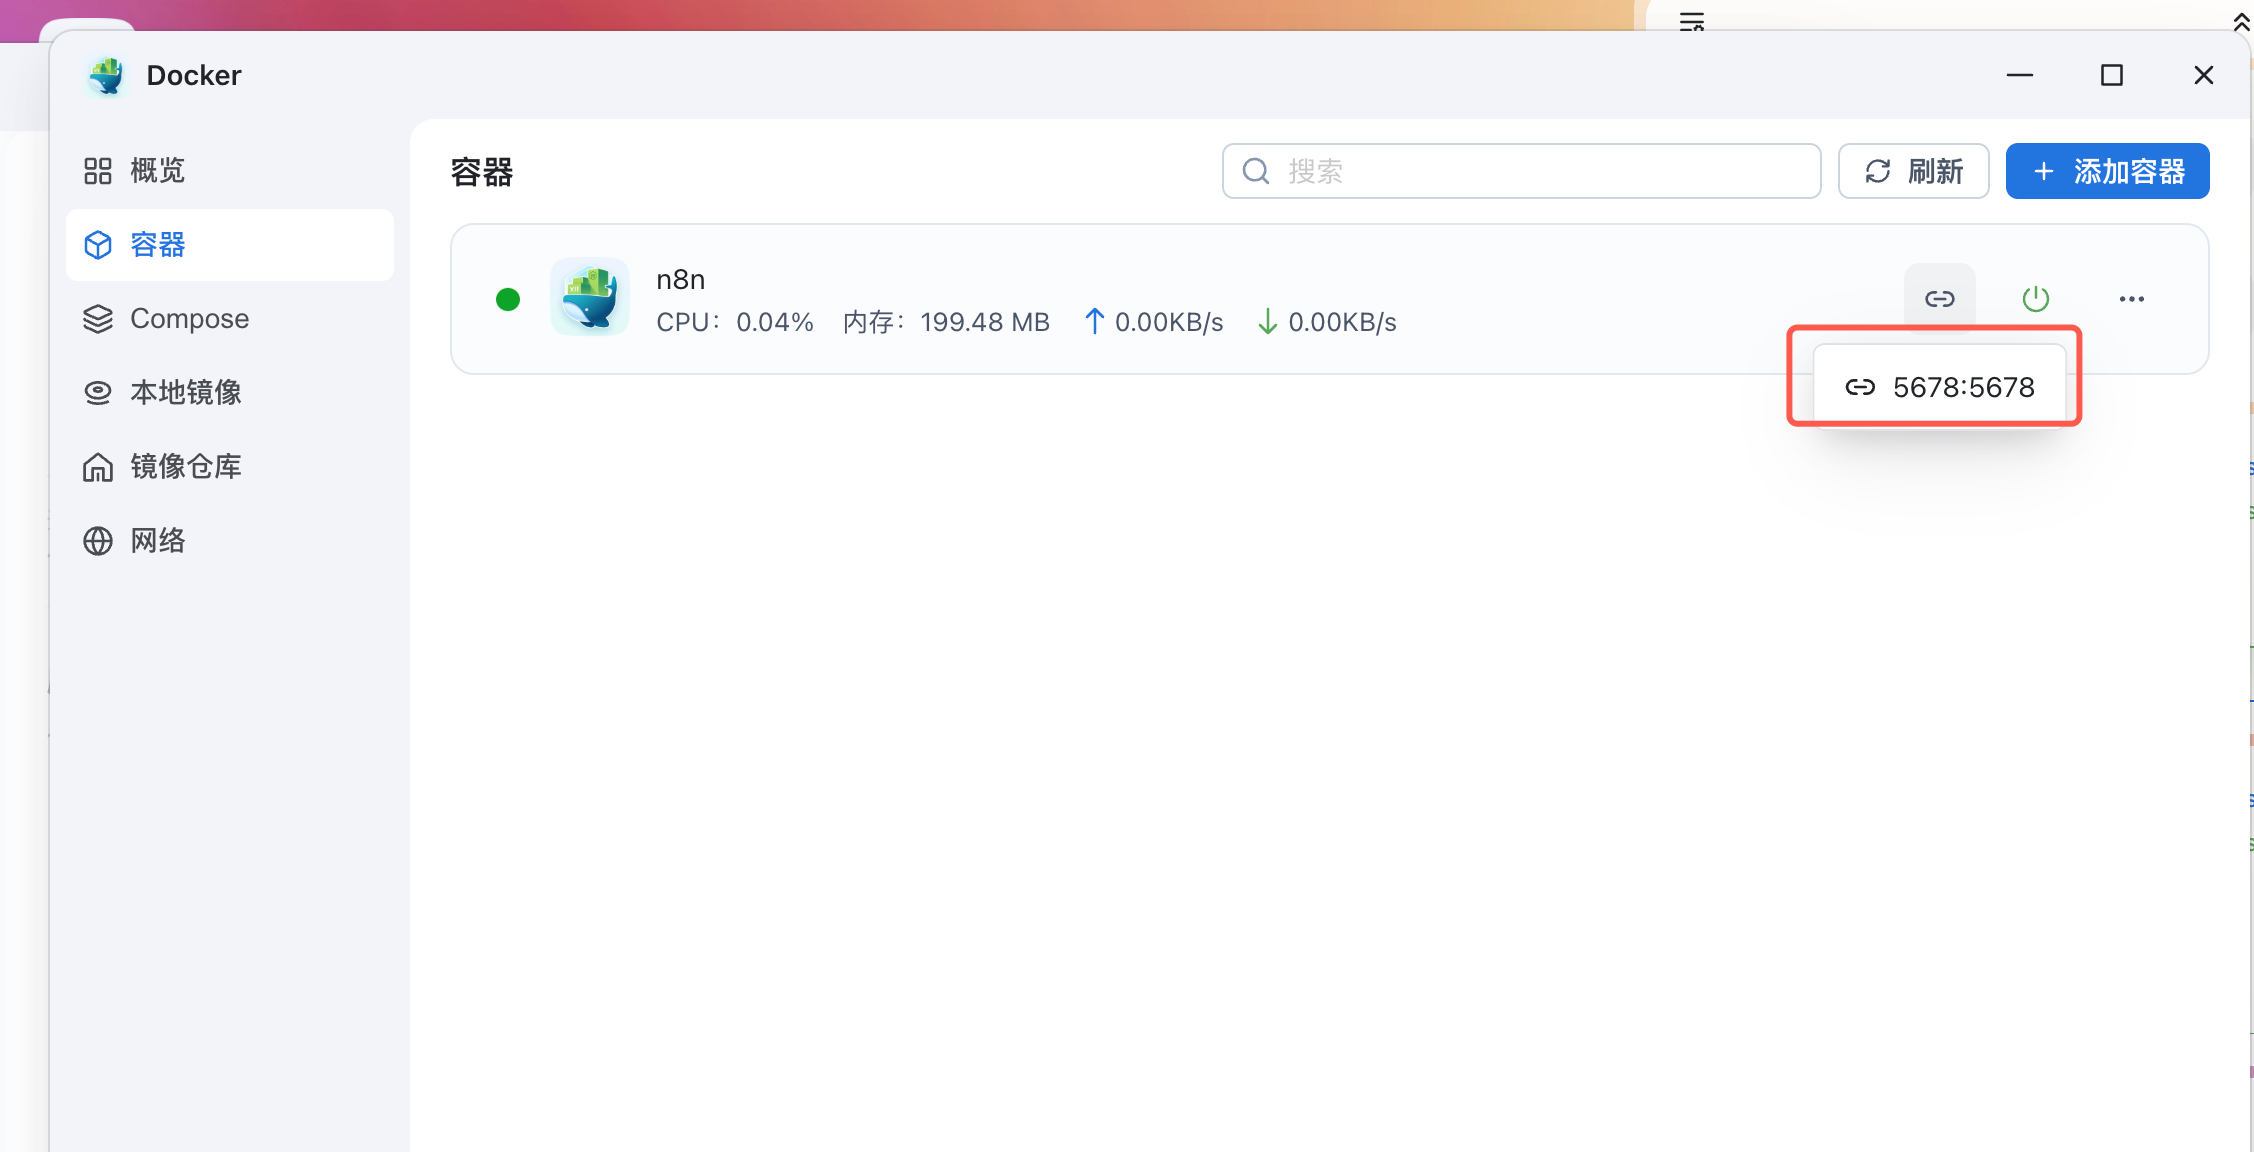 Docker
概览
容器
Compose
本地镜像
镜像仓库
网络
容器
搜索
刷新
添加容器
n8n
CPU：0.04% 内存：199.48 MB 0.00KB/s 0.00KB/s
5678:5678